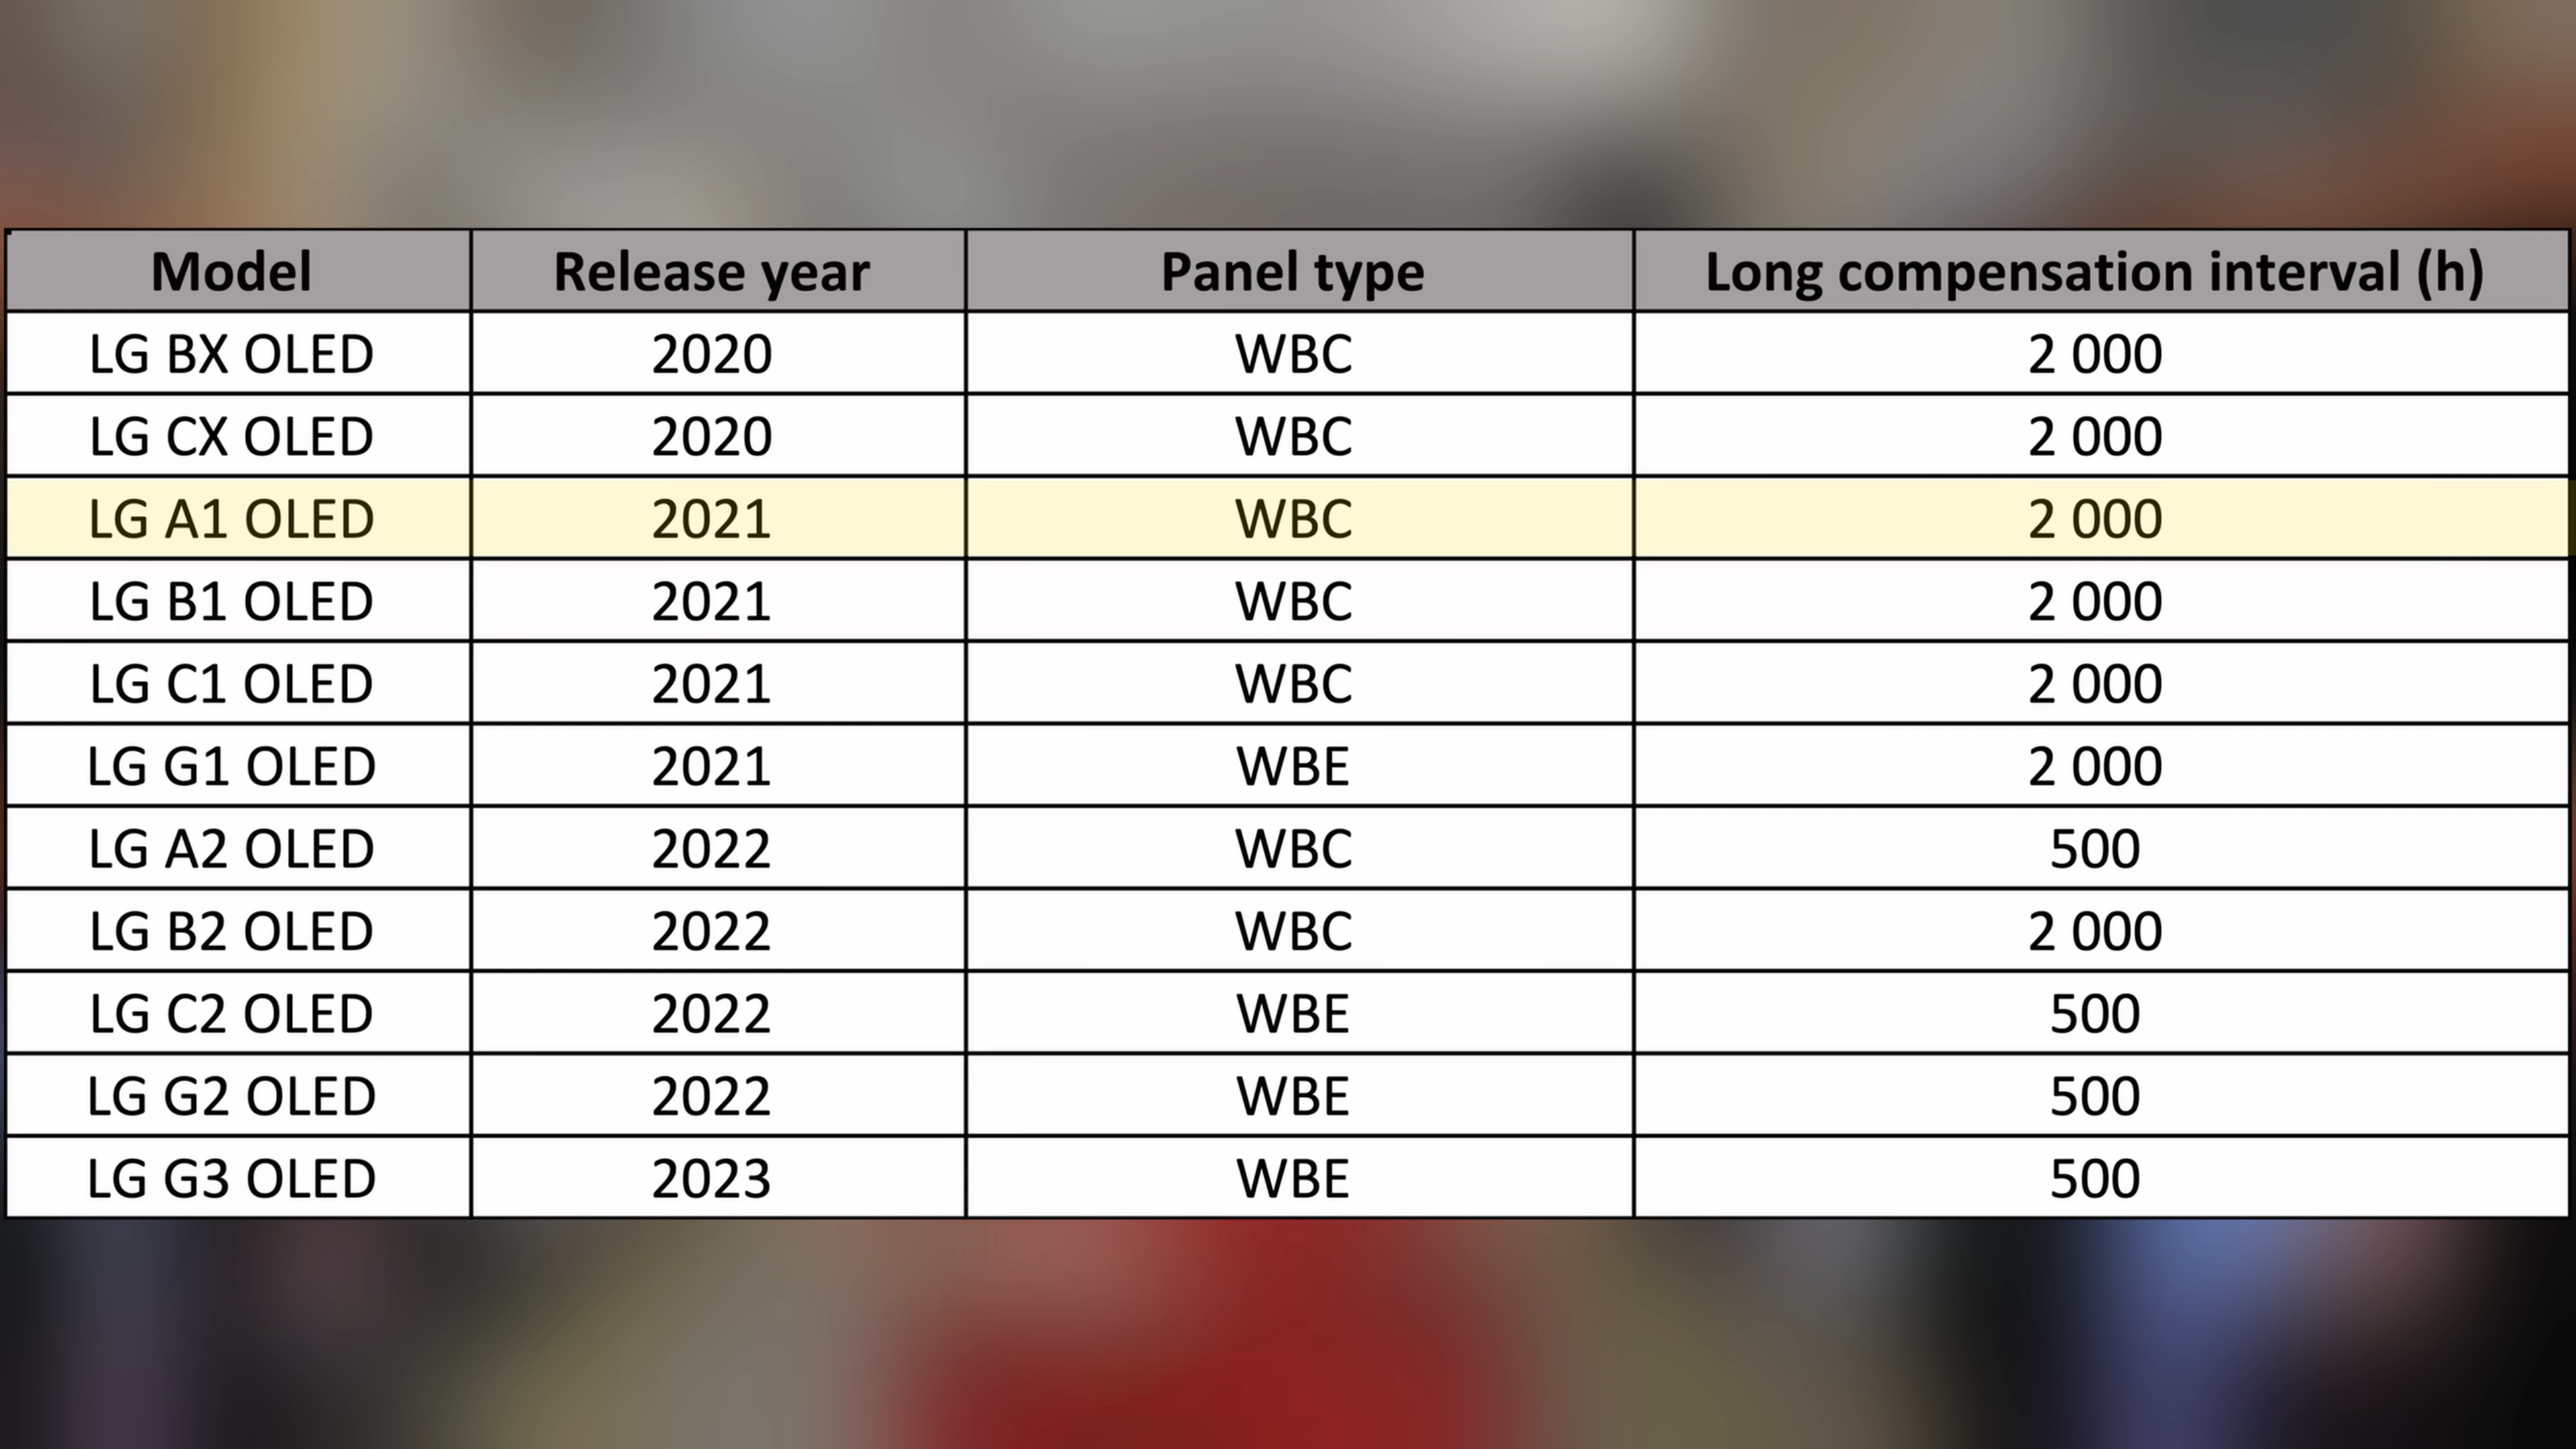 Model Release year Panel type Long compensation interval (h)
LG BX OLED 2020 WBC 2 000
LG CX OLED 2020 WBC 2 000
LG A1 OLED 2021 WBC 2 000
LG B1 OLED 2021 WBC 2 000
LG C1 OLED 2021 WBC 2 000
LG G1 OLED 2021 WBE 2 000
LG A2 OLED 2022 WBC 500
LG B2 OLED 2022 WBC 2 000
LG C2 OLED 2022 WBE 500
LG G2 OLED 2022 WBE 500
LG G3 OLED 2023 WBE 500